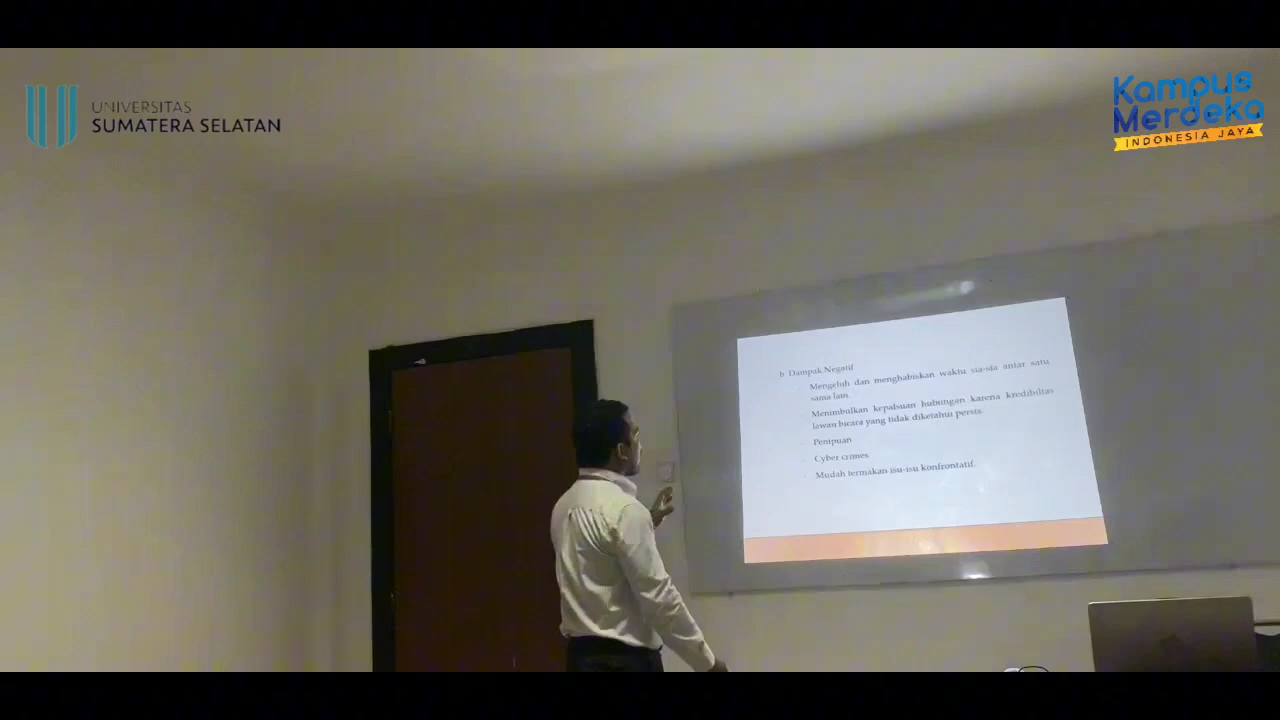 UNIVERSITAS
SUMATERA SELATAN
Kampus
Merdeka
INDONESIA JAYA
b Dampak Negatif
Mengeluh dan menghabiskan waktu sia-sia antar satu
sama lain.
Menimbulkan kepalsuan hubungan karena kredibiltas
lawan bicara yang tidak diketahui persis.
Penipuan
Cyber crimes
Mudah termakan isu-isu konfrontatif.